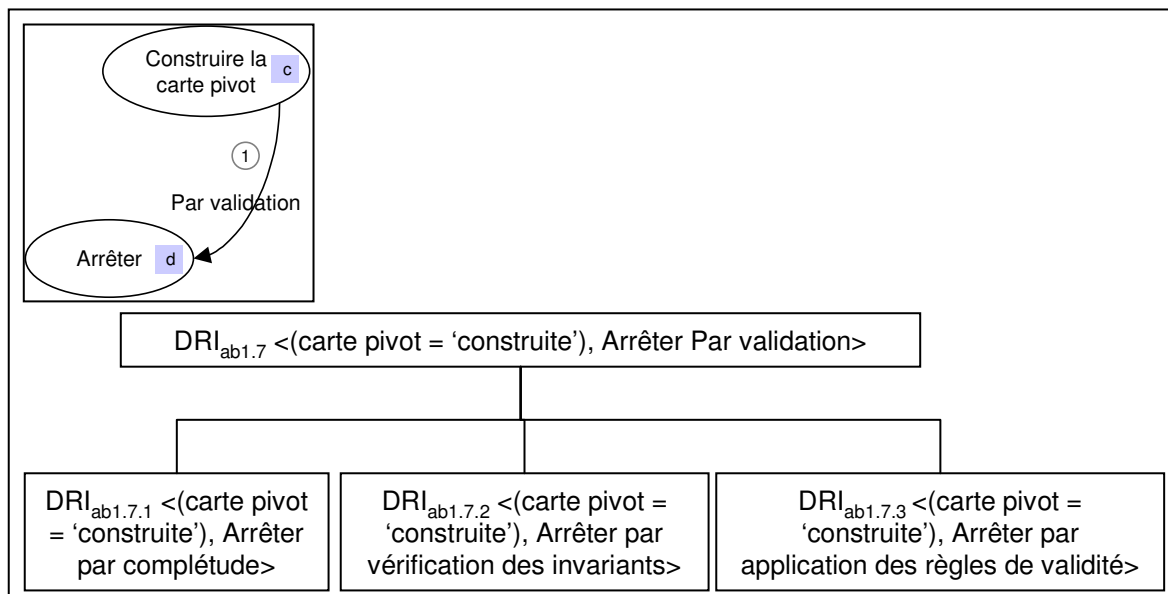 Construire la
carte pivot
c
1
Par validation
Arrêter
d
DRIab1.7 <(carte pivot = ‘construite’), Arrêter Par validation>
DRIab1.7.1 <(carte pivot
= ‘construite’), Arrêter
par complétude>
DRIab1.7.2 <(carte pivot =
‘construite’), Arrêter par
vérification des invariants>
DRIab1.7.3 <(carte pivot =
‘construite’), Arrêter par
application des règles de validité>